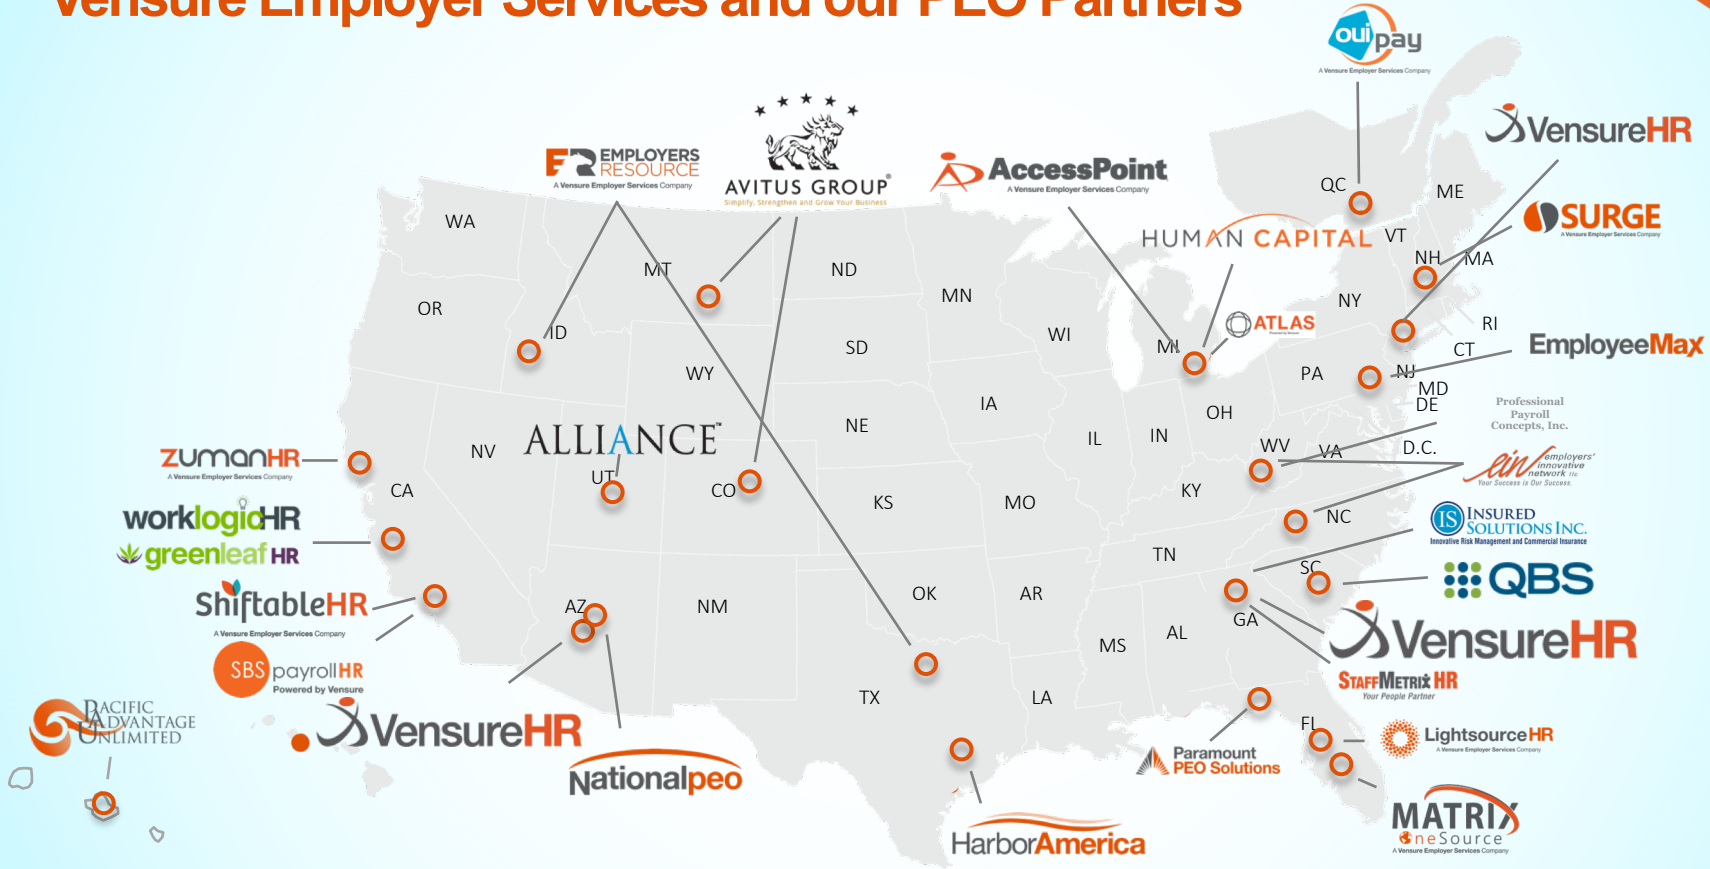 Vensure Employer Services and our PEO Partners
oui pay
A Vensure Employer Services Company
VensureHR
EMPLOYERS
RESOURCE
A Vensure Employer Services Company
AVITUS GROUP®
Simplify, Strengthen and Grow Your Business
AccessPoint
A Vensure Employer Services Company
HUMAN CAPITAL
SURGE
A Vensure Employer Services Company
ATLAS
Powered by Vensure
EmployeeMax
Professional
Payroll
Concepts, Inc.
ein employers'
innovative
network llc
Your Success is Our Success.
IS INSURED
SOLUTIONS INC.
Innovative Risk Management and Commercial Insurance
QBS
VensureHR
STAFFMETRIX HR
Your People Partner
LightsourceHR
A Vensure Employer Services Company
MATRIX
OneSource
A Vensure Employer Services Company
Paramount
PEO Solutions
HarborAmerica
Nationalpeo
VensureHR
PACIFIC
ADVANTAGE
UNLIMITED
SBS payrollHR
Powered by Vensure
ShiftableHR
A Vensure Employer Services Company
worklogicHR
greenleaf HR
ZUMANHR
A Vensure Employer Services Company
ALLIANCE™
WA
OR
ID
MT
ND
MN
SD
WY
NE
IA
WI
MI
IL
IN
OH
PA
NY
QC
ME
VT
NH
MA
RI
CT
NJ
MD
DE
D.C.
WV
VA
KY
NC
TN
SC
GA
AL
MS
FL
LA
AR
MO
KS
OK
TX
NM
CO
UT
AZ
NV
CA